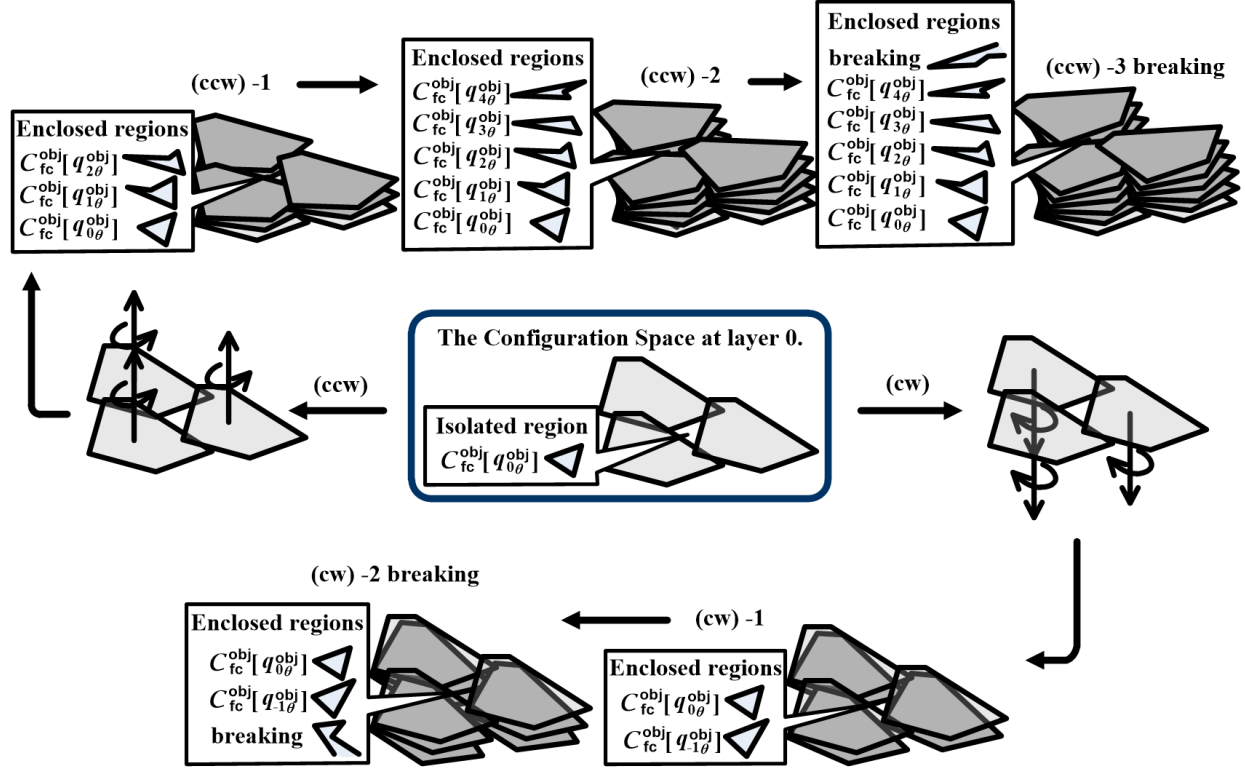 (ccw) -1
Enclosed regions
C_fc^obj[q_2θ^obj]
C_fc^obj[q_1θ^obj]
C_fc^obj[q_0θ^obj]
(ccw) -2
Enclosed regions
C_fc^obj[q_4θ^obj]
C_fc^obj[q_3θ^obj]
C_fc^obj[q_2θ^obj]
C_fc^obj[q_1θ^obj]
C_fc^obj[q_0θ^obj]
(ccw) -3 breaking
Enclosed regions
breaking
C_fc^obj[q_4θ^obj]
C_fc^obj[q_3θ^obj]
C_fc^obj[q_2θ^obj]
C_fc^obj[q_1θ^obj]
C_fc^obj[q_0θ^obj]
(ccw)
The Configuration Space at layer 0.
Isolated region
C_fc^obj[q_0θ^obj]
(cw)
(cw) -2 breaking
Enclosed regions
C_fc^obj[q_0θ^obj]
C_fc^obj[q_-1θ^obj]
breaking
(cw) -1
Enclosed regions
C_fc^obj[q_0θ^obj]
C_fc^obj[q_-1θ^obj]